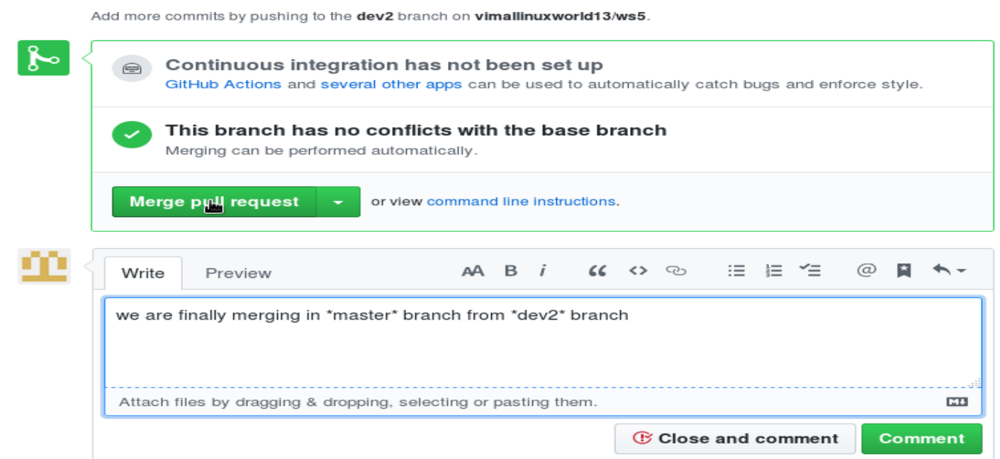 Add more commits by pushing to the dev2 branch on vimallinuxworld13/ws5.
Continuous integration has not been set up
GitHub Actions and several other apps can be used to automatically catch bugs and enforce style.
This branch has no conflicts with the base branch
Merging can be performed automatically.
Merge pull request or view command line instructions.
Write Preview AA B i
we are finally merging in *master* branch from *dev2* branch
Attach files by dragging & dropping, selecting or pasting them. M
Close and comment Comment